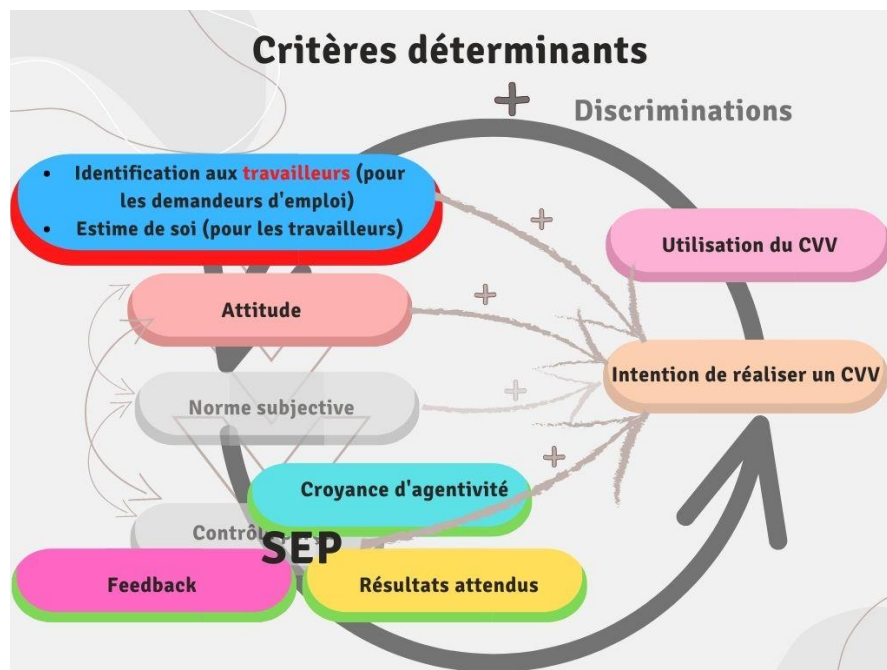 Critères déterminants
+
Discriminations
• Identification aux travailleurs (pour
les demandeurs d'emploi)
• Estime de soi (pour les travailleurs)
+
Utilisation du CVV
Attitude
+
Intention de réaliser un CVV
Norme subjective
+
Croyance d'agentivité
+
Contrôle
SEP
Feedback
Résultats attendus